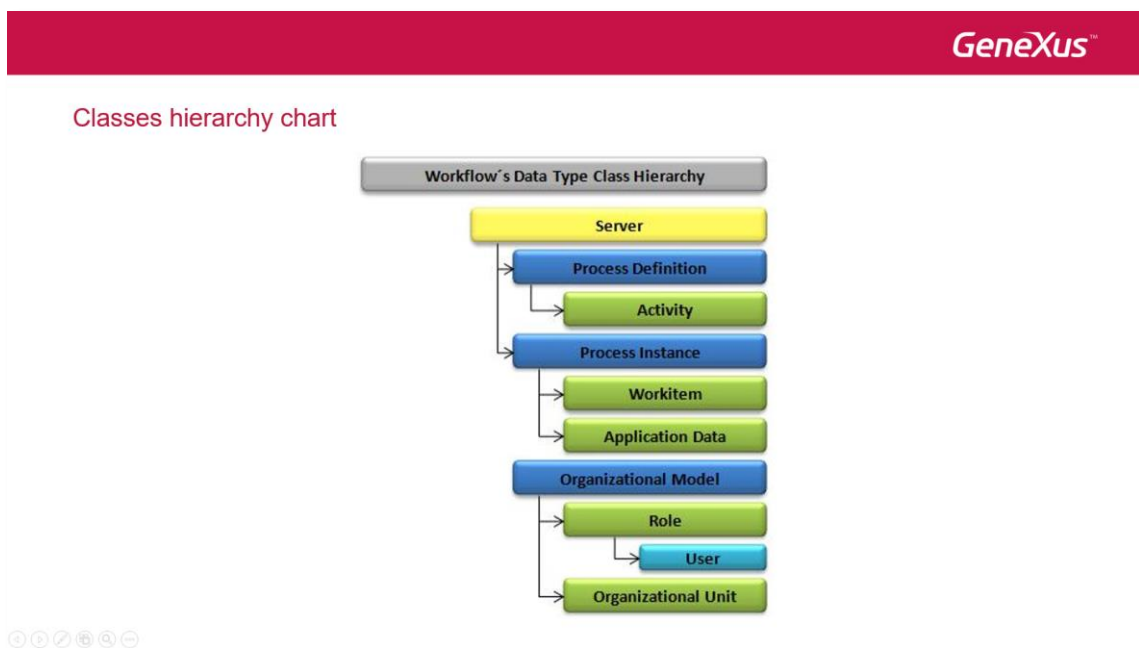 GeneXus™
Classes hierarchy chart
Workflow´s Data Type Class Hierarchy
Server
Process Definition
Activity
Process Instance
Workitem
Application Data
Organizational Model
Role
User
Organizational Unit